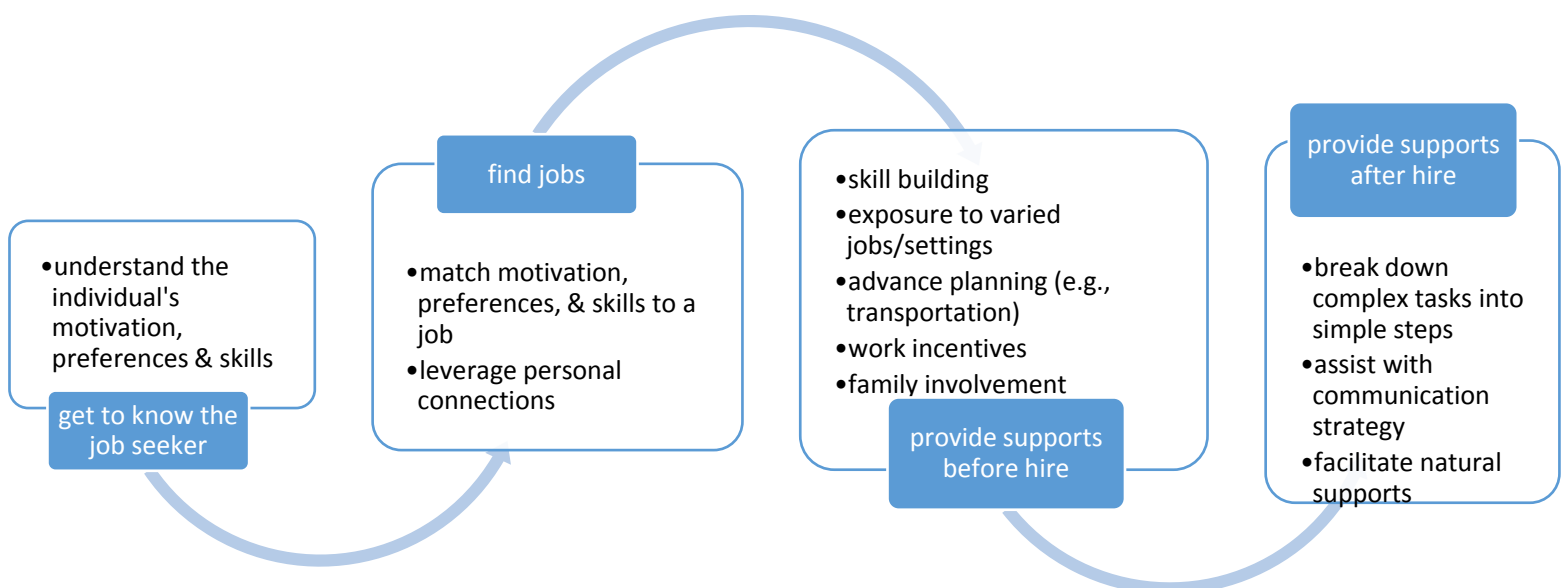 •understand the
individual's
motivation,
preferences & skills
get to know the
job seeker
find jobs
•match motivation,
preferences, & skills to a
job
•leverage personal
connections
•skill building
•exposure to varied
jobs/settings
•advance planning (e.g.,
transportation)
•work incentives
•family involvement
provide supports
before hire
provide supports
after hire
•break down
complex tasks into
simple steps
•assist with
communication
strategy
•facilitate natural
supports